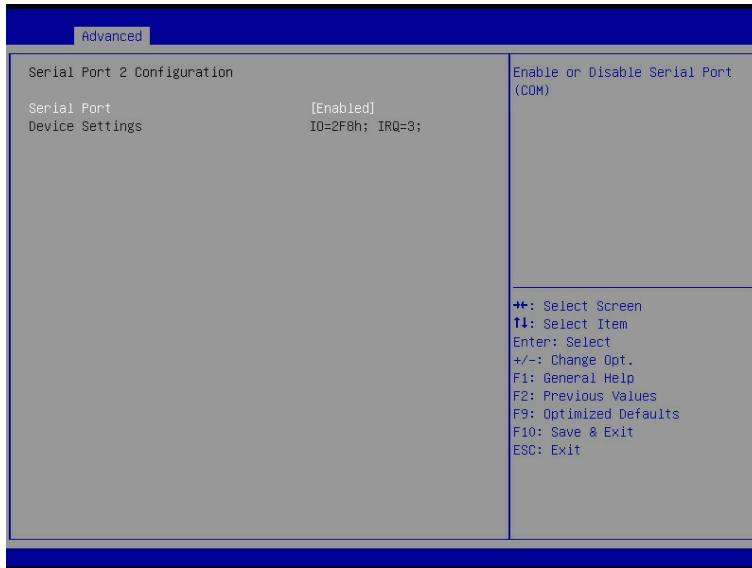 Advanced
Serial Port 2 Configuration
Serial Port [Enabled]
Device Settings IO=2F8h; IRQ=3;
Enable or Disable Serial Port
(COM)
→←: Select Screen
↑↓: Select Item
Enter: Select
+/-: Change Opt.
F1: General Help
F2: Previous Values
F9: Optimized Defaults
F10: Save & Exit
ESC: Exit